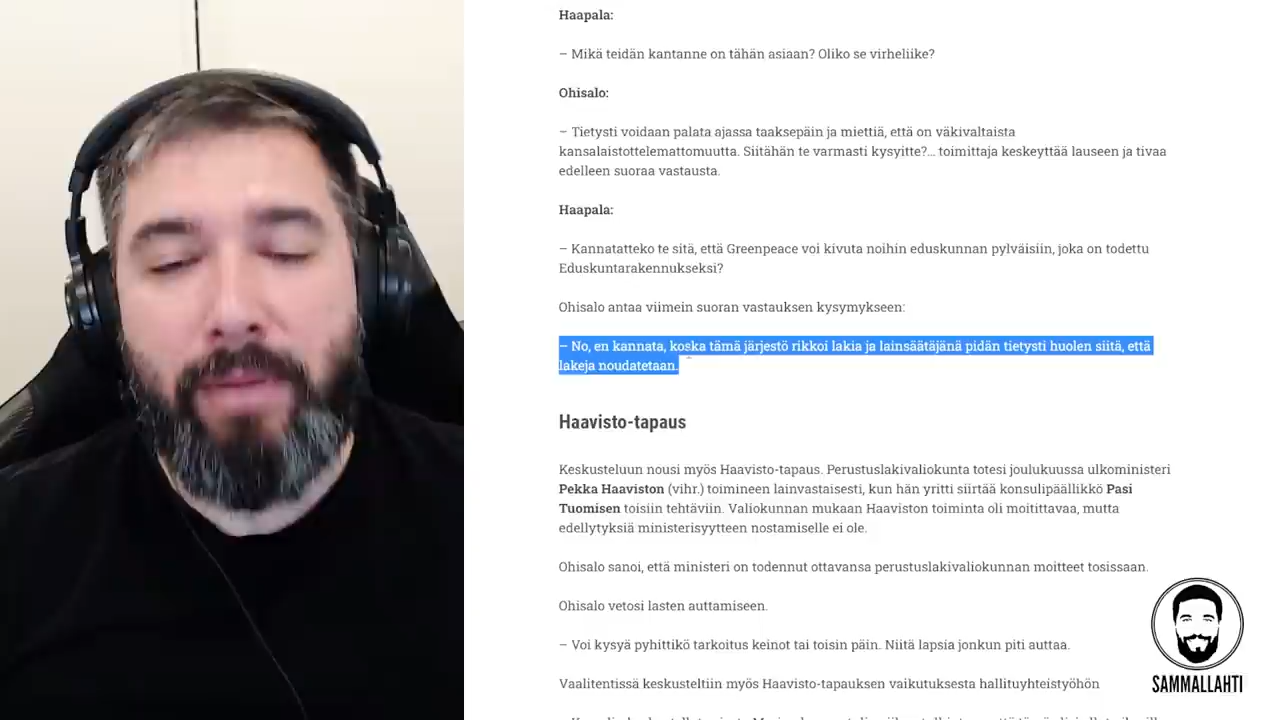 Haapala:
– Mikä teidän kantanne on tähän asiaan? Oliko se virheliike?
Ohisalo:
– Tietysti voidaan palata ajassa taaksepäin ja miettiä, että on väkivaltaista
kansalaistottelemattomuutta. Siitähän te varmasti kysyitte?... toimittaja keskeyttää lauseen ja tivaa
edelleen suoraa vastausta.
Haapala:
– Kannatatteko te sitä, että Greenpeace voi kivuta noihin eduskunnan pylväisiin, joka on todettu
Eduskuntarakennukseksi?
Ohisalo antaa viimein suoran vastauksen kysymykseen:
– No, en kannata, koska tämä järjestö rikkoi lakia ja lainsäätäjänä pidän tietysti huolen siitä, että
lakeja noudatetaan.
Haavisto-tapaus
Keskusteluun nousi myös Haavisto-tapaus. Perustuslakivaliokunta totesi joulukuussa ulkoministeri
Pekka Haaviston (vihr.) toimineen lainvastaisesti, kun hän yritti siirtää konsulipäällikkö Pasi
Tuomisen toisiin tehtäviin. Valiokunnan mukaan Haaviston toiminta oli moitittavaa, mutta
edellytyksiä ministerisyytteen nostamiselle ei ole.
Ohisalo sanoi, että ministeri on todennut ottavansa perustuslakivaliokunnan moitteet tosissaan.
Ohisalo vetosi lasten auttamiseen.
– Voi kysyä pyhittikö tarkoitus keinot tai toisin päin. Niitä lapsia jonkun piti auttaa.
Vaalitentissä keskusteltiin myös Haavisto-tapauksen vaikutuksesta hallituyhteistyöhön
SAMMALLAHTI